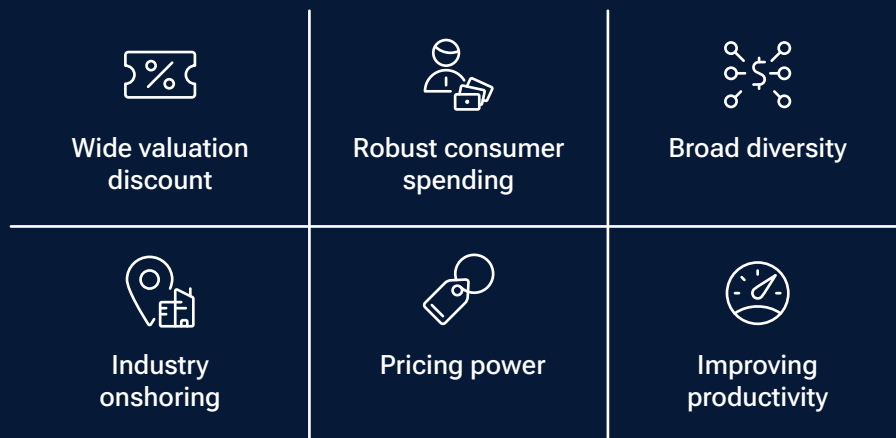 Wide valuation
discount
Robust consumer
spending
Broad diversity
Industry
onshoring
Pricing power
Improving
productivity